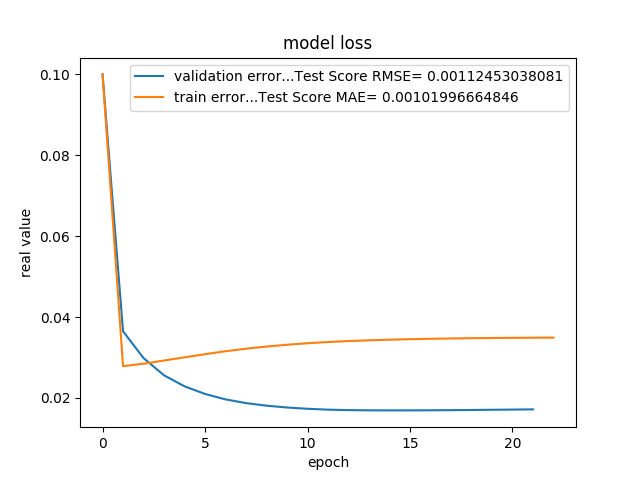 model loss
validation error...Test Score RMSE= 0.00112453038081
train error...Test Score MAE= 0.00101996664846
0.10
0.08
0.06
0.04
0.02
real value
0 5 10 15 20
epoch